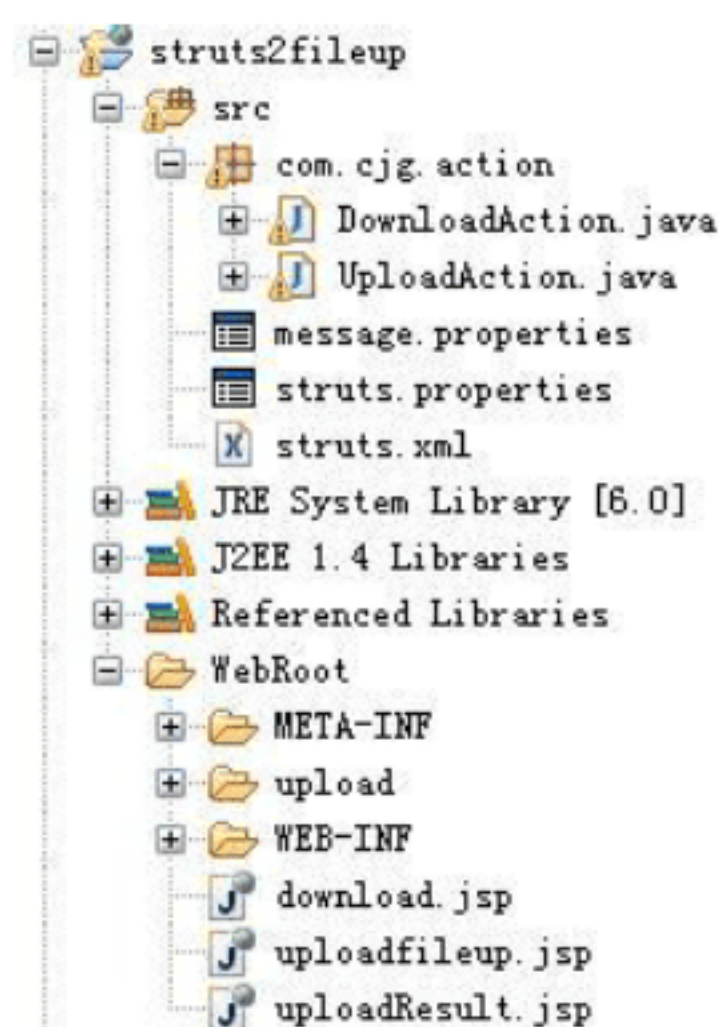 struts2fileup
src
com.cjg.action
DownloadAction.java
UploadAction.java
message.properties
struts.properties
struts.xml
JRE System Library [6.0]
J2EE 1.4 Libraries
Referenced Libraries
WebRoot
META-INF
upload
WEB-INF
download.jsp
uploadfileup.jsp
uploadResult.jsp